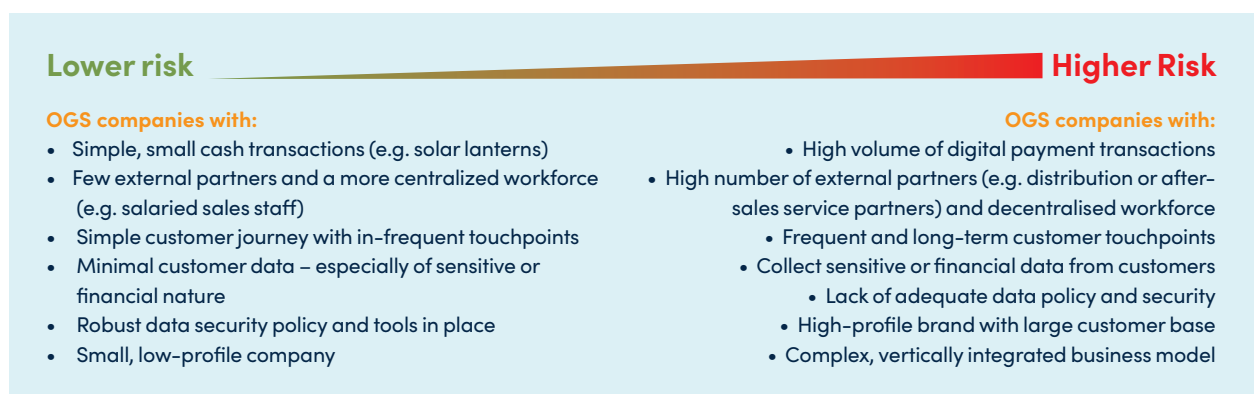 Lower risk
Higher Risk
OGS companies with:
• Simple, small cash transactions (e.g. solar lanterns)
• Few external partners and a more centralized workforce
(e.g. salaried sales staff)
• Simple customer journey with in-frequent touchpoints
• Minimal customer data – especially of sensitive or
financial nature
• Robust data security policy and tools in place
• Small, low-profile company
OGS companies with:
• High volume of digital payment transactions
• High number of external partners (e.g. distribution or after-
sales service partners) and decentralised workforce
• Frequent and long-term customer touchpoints
• Collect sensitive or financial data from customers
• Lack of adequate data policy and security
• High-profile brand with large customer base
• Complex, vertically integrated business model